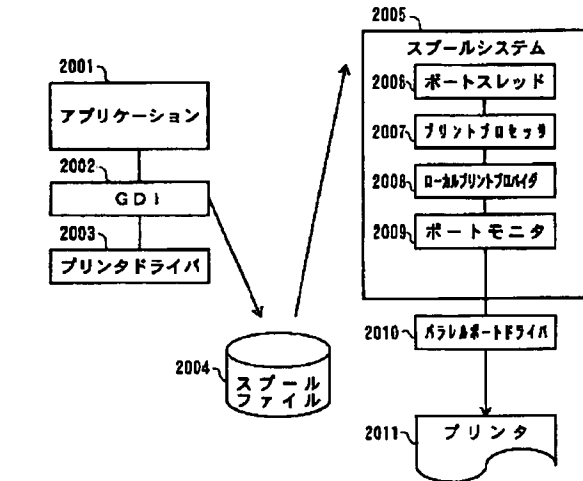 2001
アプリケーション
2002
GDI
2003
プリンタドライバ
2004
スプール
ファイル
2005
スプールシステム
2006
ポートスレッド
2007
プリントプロセッサ
2008
ローカルプリントプロバイダ
2009
ポートモニタ
2010
パラレルポートドライバ
2011
プリンタ